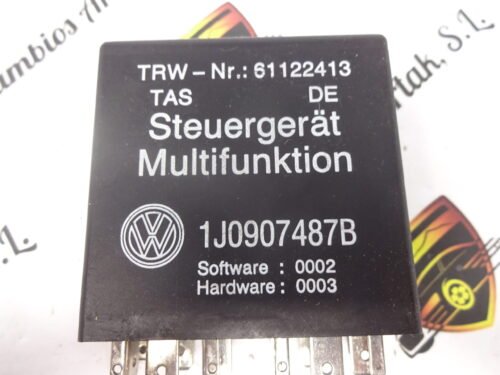 TRW – Nr.: 61122413
TAS DE
Steuergerät
Multifunktion
1J0907487B
Software : 0002
Hardware : 0003